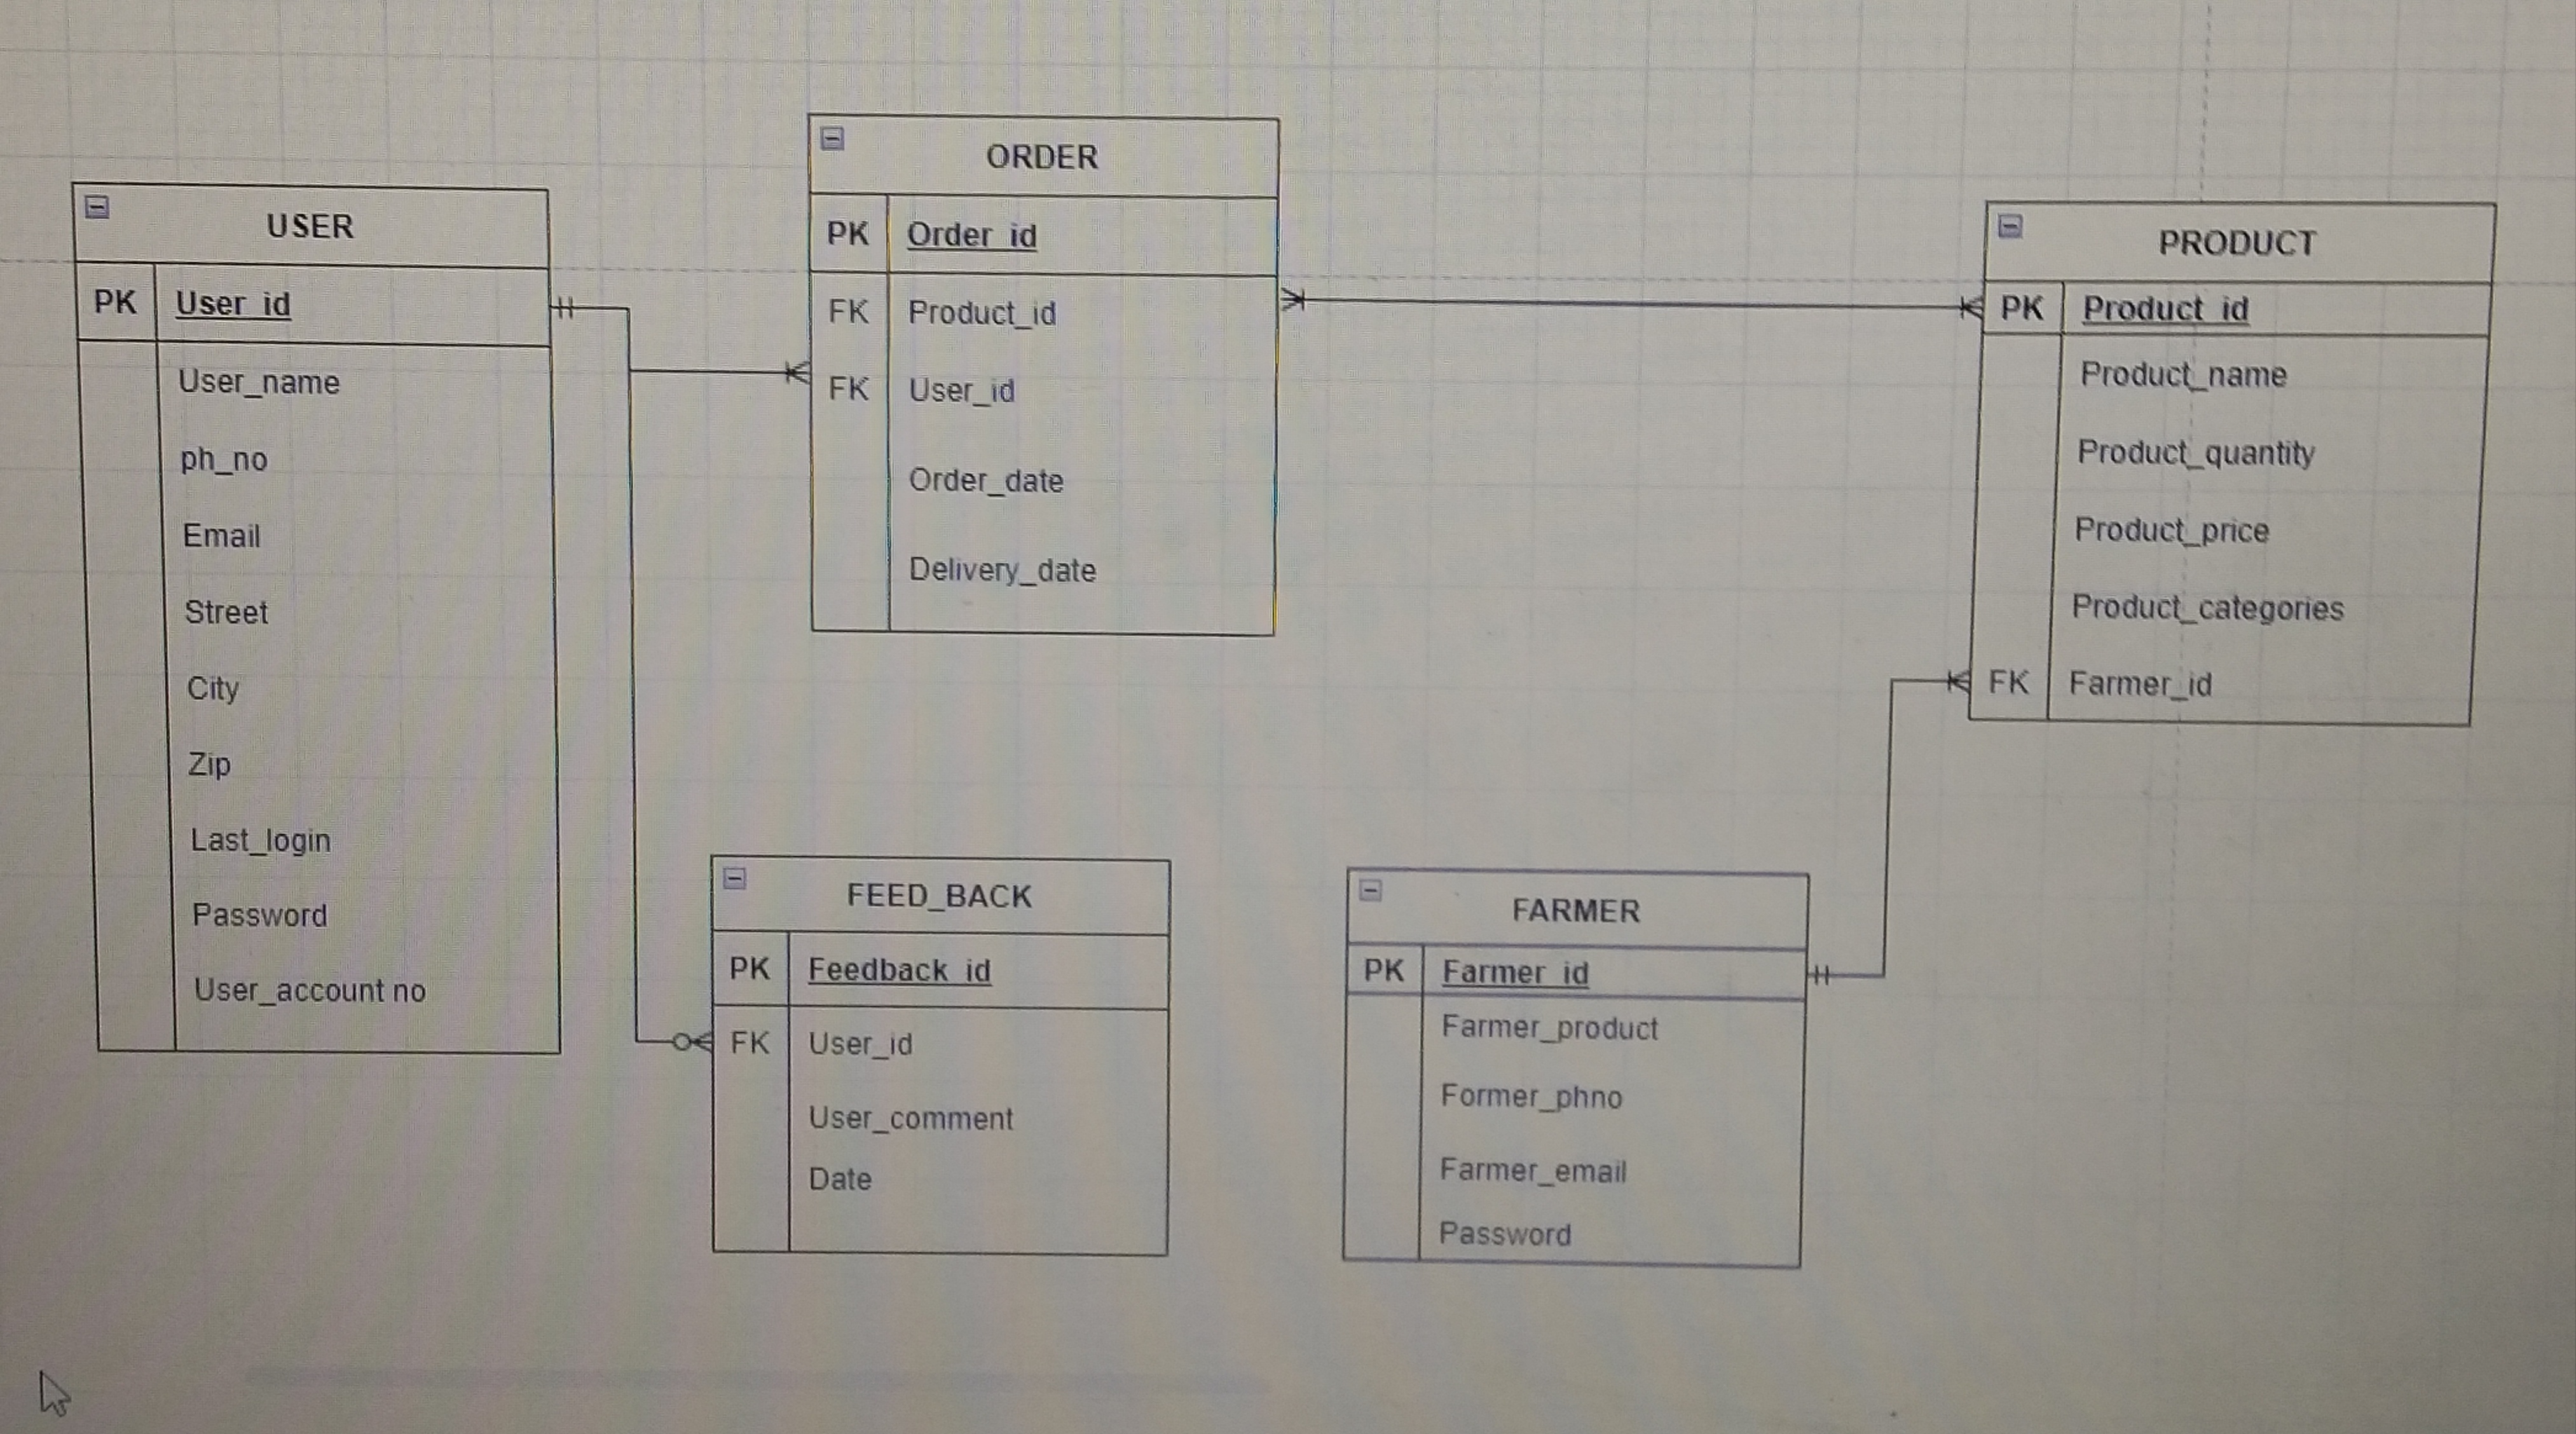 USER
PK User_id
User_name
ph_no
Email
Street
City
Zip
Last_login
Password
User_account no
ORDER
PK Order_id
FK Product_id
FK User_id
Order_date
Delivery_date
PRODUCT
PK Product_id
Product_name
Product_quantity
Product_price
Product_categories
FK Farmer_id
FEED_BACK
PK Feedback_id
FK User_id
User_comment
Date
FARMER
PK Farmer_id
Farmer_product
Former_phno
Farmer_email
Password